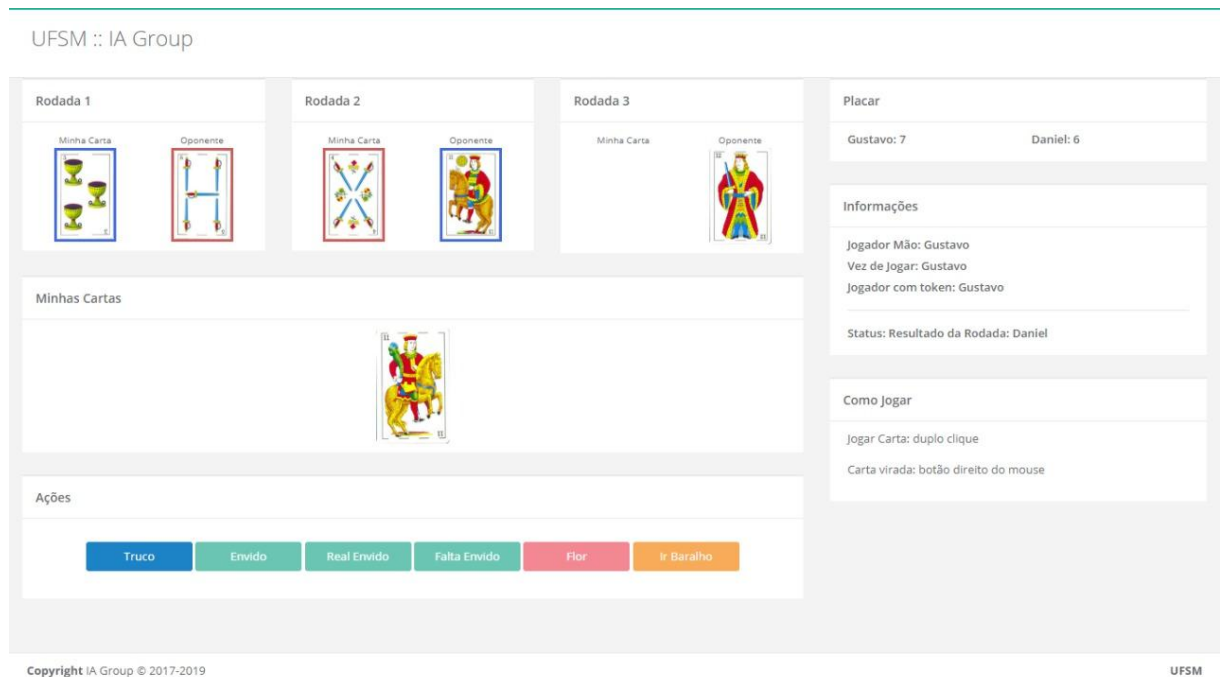 UFSM :: IA Group
Rodada 1
Minha Carta
Oponente
Rodada 2
Minha Carta
Oponente
Rodada 3
Minha Carta
Oponente
Placar
Gustavo: 7
Daniel: 6
Informações
Jogador Mão: Gustavo
Vez de Jogar: Gustavo
Jogador com token: Gustavo
Status: Resultado da Rodada: Daniel
Minhas Cartas
11
11
Como Jogar
Jogar Carta: duplo clique
Carta virada: botão direito do mouse
Ações
Truco
Envido
Real Envido
Falta Envido
Flor
Ir Baralho
Copyright IA Group © 2017-2019
UFSM